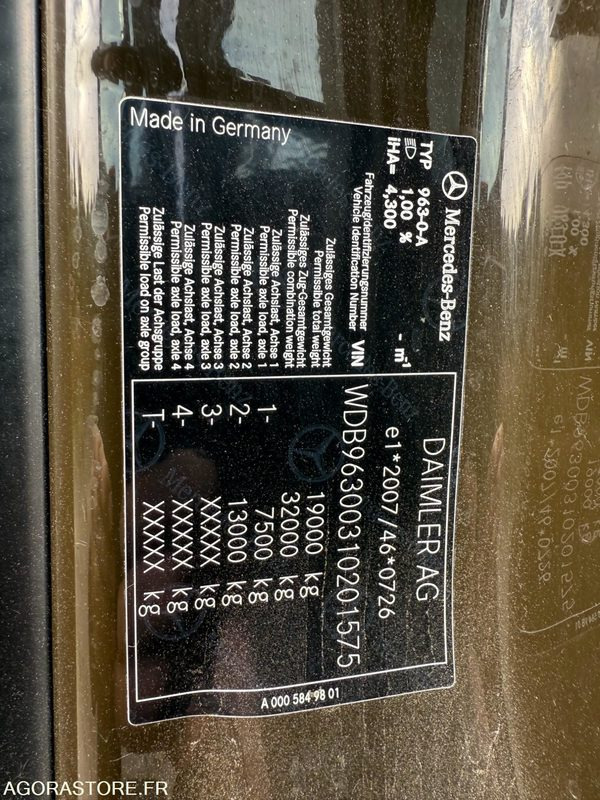 Mercedes-Benz
TYP 963-0-A
1,00 %
iHA= 4,300 - m⁻¹
Fahrzeugidentifizierungsnummer
Vehicle Identification Number VIN
Zulässiges Gesamtgewicht
Permissible total weight
Zulässiges Zug-Gesamtgewicht
Permissible combination weight
Zulässige Achslast, Achse 1
Permissible axle load, axle 1
Zulässige Achslast, Achse 2
Permissible axle load, axle 2
Zulässige Achslast, Achse 3
Permissible axle load, axle 3
Zulässige Achslast, Achse 4
Permissible axle load, axle 4
Zulässige Last der Achsgruppe
Permissible load on axle group
DAIMLER AG
e1*2007/46*0726
WDB9630031O201575
19000 kg
32000 kg
1- 7500 kg
2- 13000 kg
3- XXXXX kg
4- XXXXX kg
T- XXXXX kg
Made in Germany
A 000 584 98 01
AGORASTORE.FR